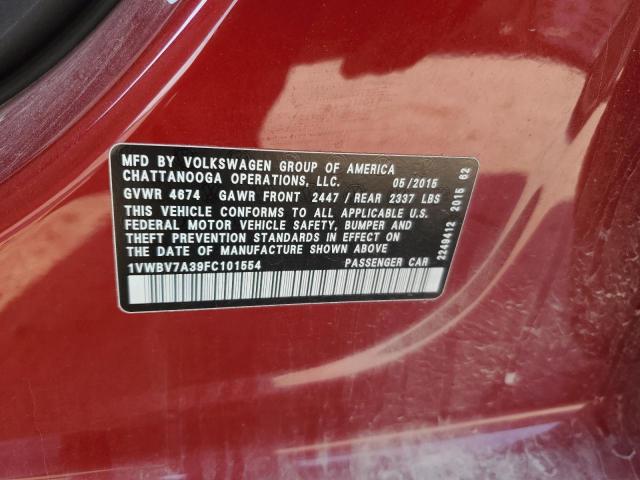 MFD BY VOLKSWAGEN GROUP OF AMERICA
CHATTANOOGA OPERATIONS, LLC. 05/2015
GVWR 4674 GAWR FRONT 2447 / REAR 2337 LBS
THIS VEHICLE CONFORMS TO ALL APPLICABLE U.S.
FEDERAL MOTOR VEHICLE SAFETY, BUMPER AND
THEFT PREVENTION STANDARDS IN EFFECT ON
THE DATE OF MANUFACTURE SHOWN ABOVE
1VWBV7A39FC101554 PASSENGER CAR
2249412 2015 62